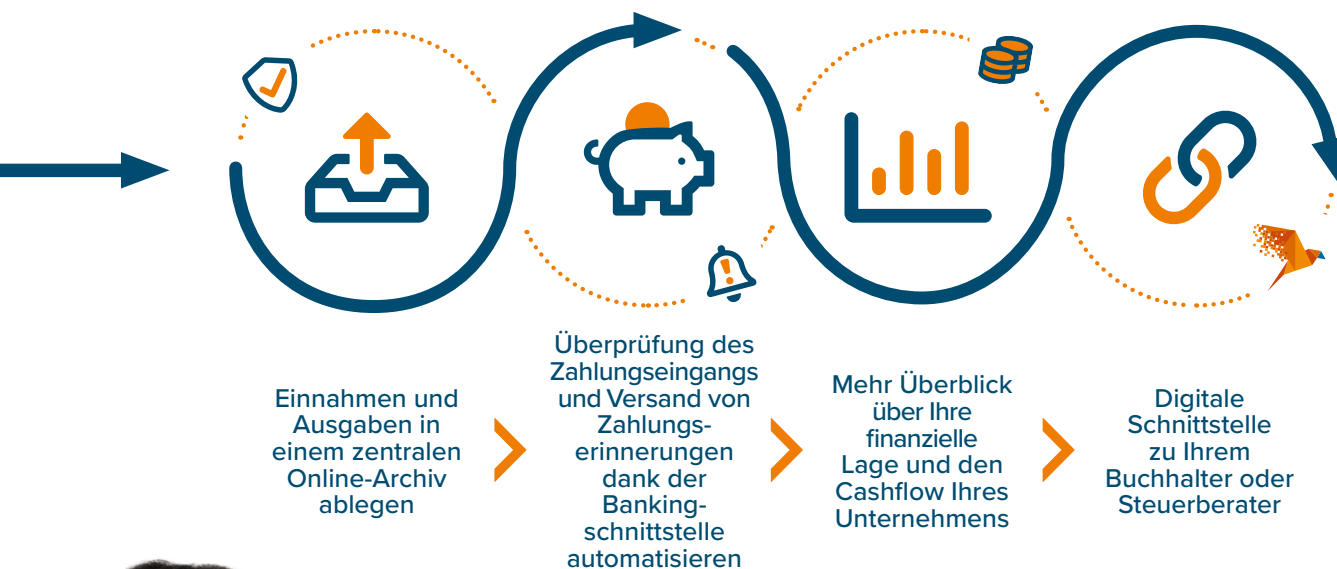 Einnahmen und
Ausgaben in
einem zentralen
Online-Archiv
ablegen
Überprüfung des
Zahlungseingangs
und Versand von
Zahlungs-
erinnerungen
dank der
Banking-
schnittstelle
automatisieren
Mehr Überblick
über Ihre
finanzielle
Lage und den
Cashflow Ihres
Unternehmens
Digitale
Schnittstelle
zu Ihrem
Buchhalter oder
Steuerberater